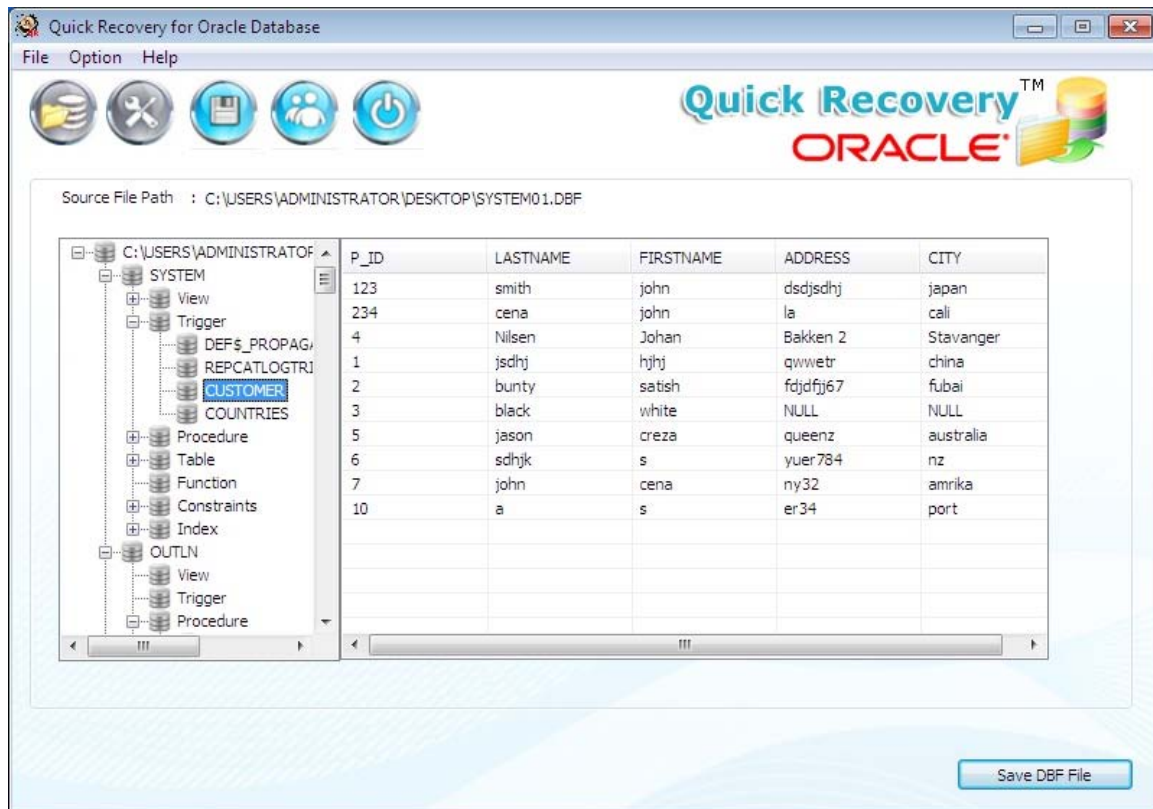 Quick Recovery for Oracle Database
File Option Help
Quick Recovery™
ORACLE
Source File Path : C:\USERS\ADMINISTRATOR\DESKTOP\SYSTEM01.DBF
C:\USERS\ADMINISTRATOR
SYSTEM
View
Trigger
DEF$_PROPAGA
REPCATLOGTRI
CUSTOMER
COUNTRIES
Procedure
Table
Function
Constraints
Index
OUTLN
View
Trigger
Procedure
P_ID LASTNAME FIRSTNAME ADDRESS CITY
123 smith john dsdjsdhj japan
234 cena john la cali
4 Nilsen Johan Bakken 2 Stavanger
1 jsdhj hjhj qwwetr china
2 bunty satish fdjdfjj67 fubai
3 black white NULL NULL
5 jason creza queenz australia
6 sdhjk s yuer784 nz
7 john cena ny32 amrika
10 a s er34 port
Save DBF File